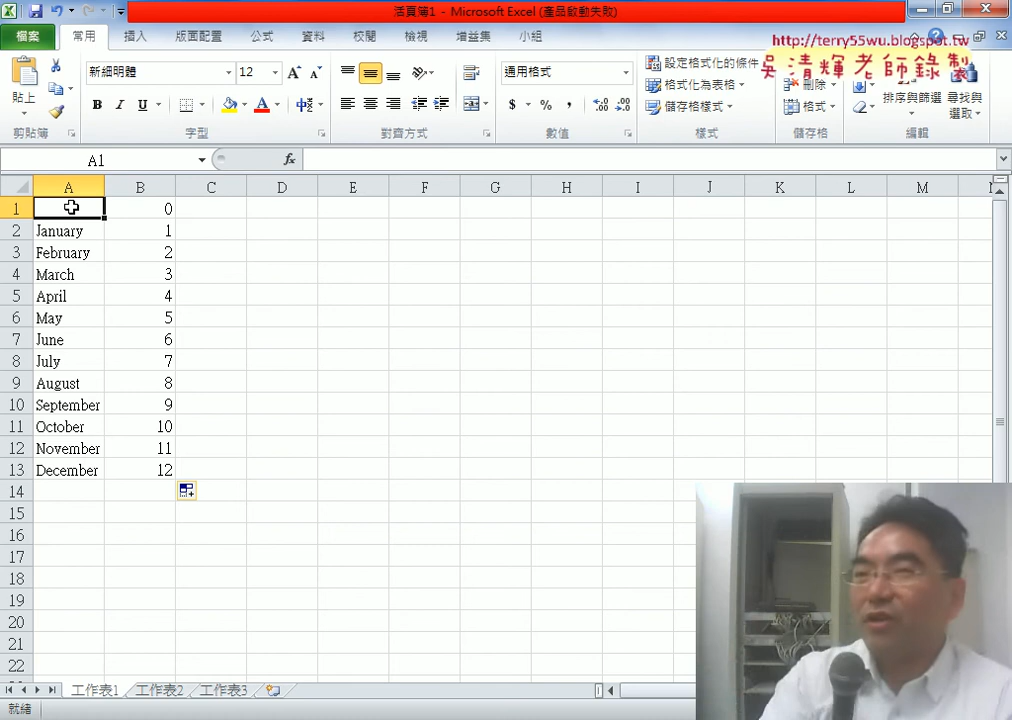 活頁簿1 - Microsoft Excel (產品啟動失敗)
檔案 常用 插入 版面配置 公式 資料 校閱 檢視 增益集 小組
http://terry55wu.blogspot.tw
吳清輝老師錄製
貼上 新細明體 12 通用格式 設定格式化的條件
格式化為表格 刪除 排序與篩選 尋找與選取
儲存格樣式 格式
剪貼簿 字型 對齊方式 數值 樣式 儲存格 編輯
A1 fx
A B C D E F G H I J K L M
1 0
2 January 1
3 February 2
4 March 3
5 April 4
6 May 5
7 June 6
8 July 7
9 August 8
10 September 9
11 October 10
12 November 11
13 December 12
14
15
16
17
18
19
20
21
22
工作表1 工作表2 工作表3
就緒